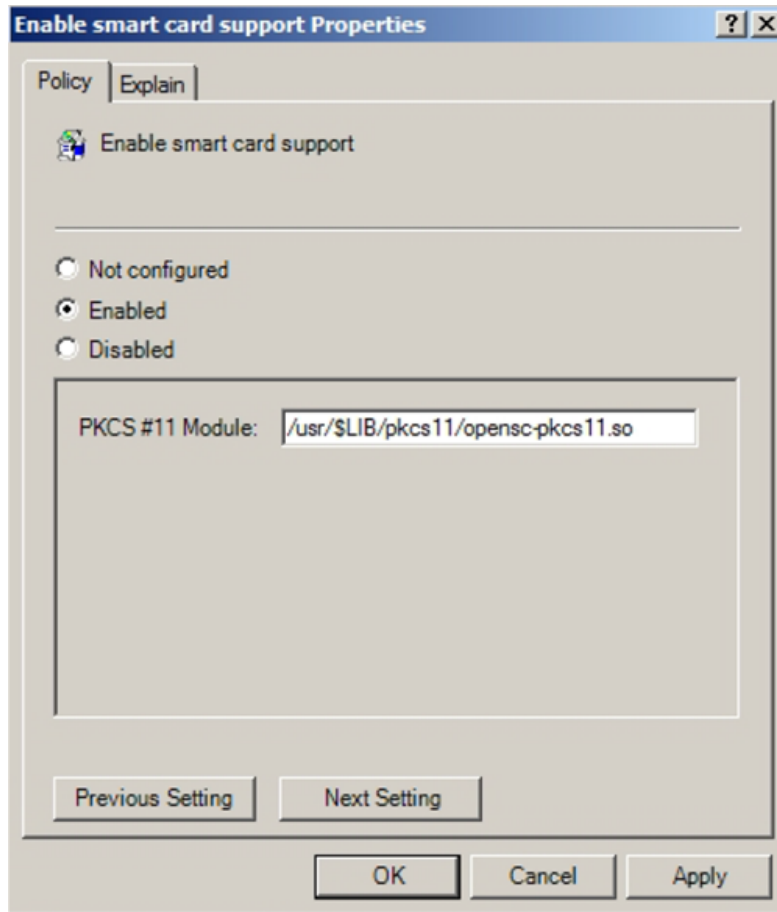 Enable smart card support Properties
Policy
Explain
Enable smart card support
Not configured
Enabled
Disabled
PKCS #11 Module: /usr/$LIB/pkcs11/opensc-pkcs11.so
Previous Setting
Next Setting
OK
Cancel
Apply